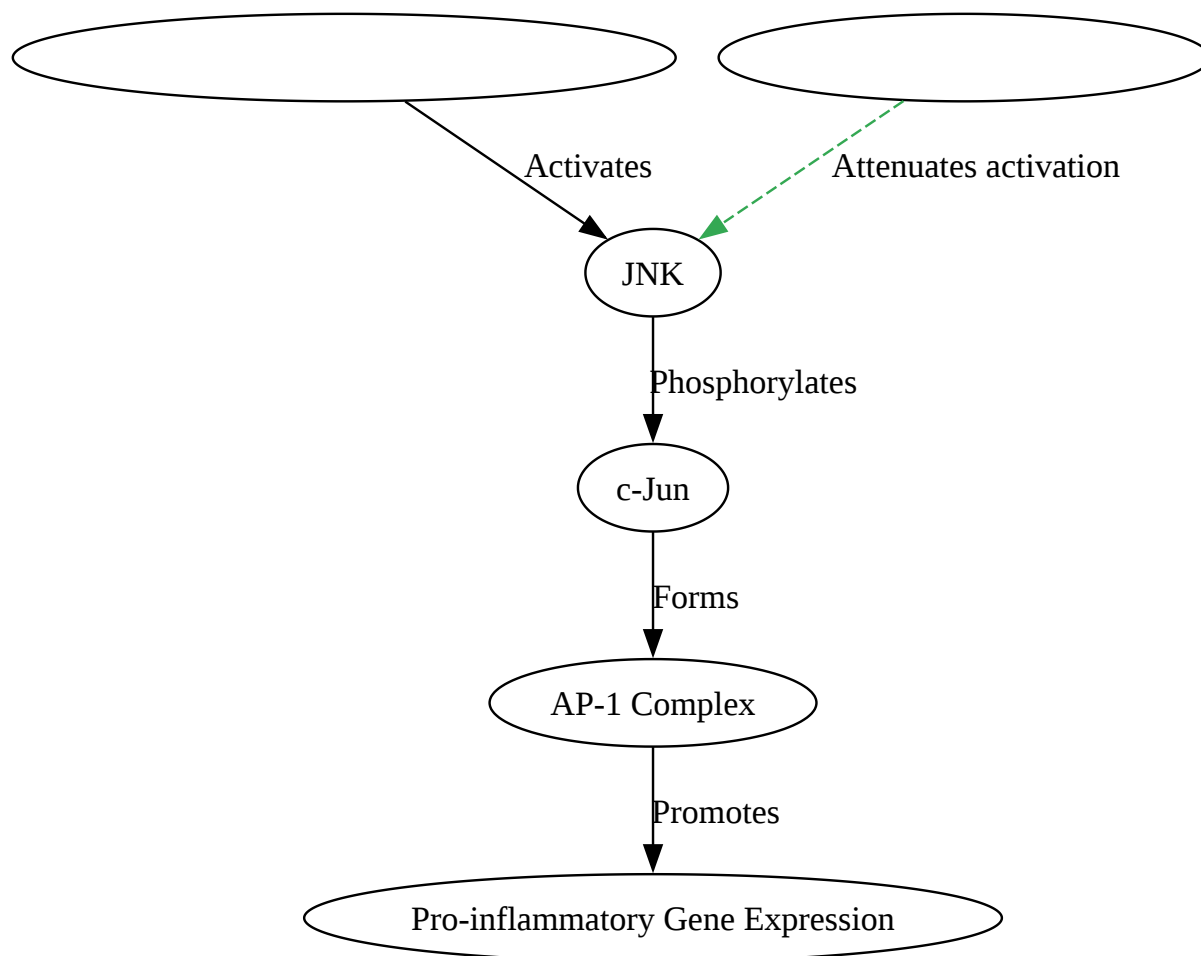 Activates
Attenuates activation
JNK
Phosphorylates
c-Jun
Forms
AP-1 Complex
Promotes
Pro-inflammatory Gene Expression